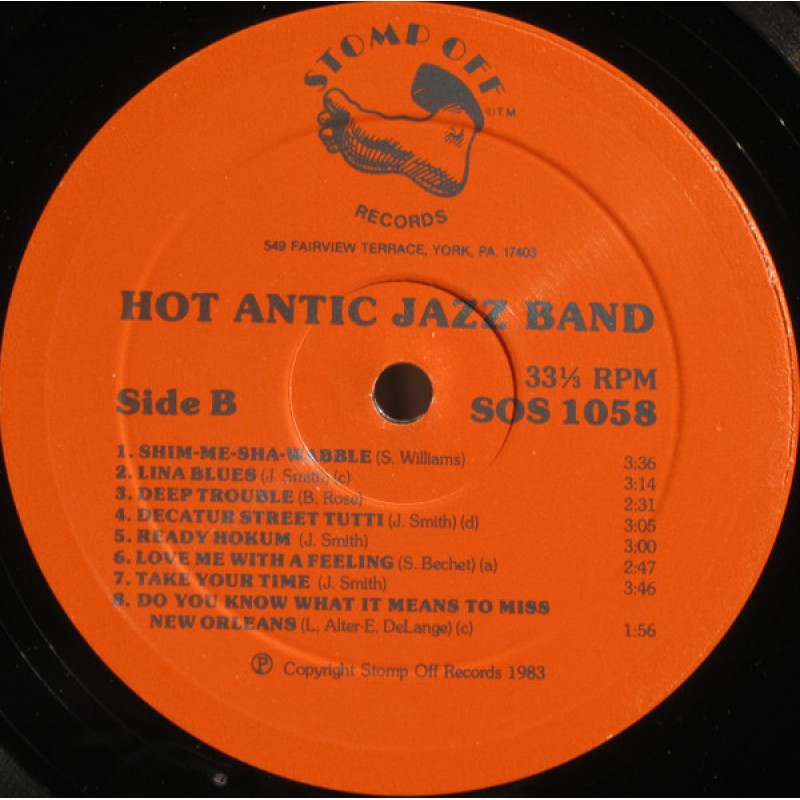 STOMP OFF
©/T.M.
RECORDS
549 FAIRVIEW TERRACE, YORK, PA. 17403
HOT ANTIC JAZZ BAND
33⅓ RPM
Side B SOS 1058
1. SHIM-ME-SHA-WABBLE (S. Williams) 3:36
2. LINA BLUES (J. Smith) (c) 3:14
3. DEEP TROUBLE (B. Rose) 2:31
4. DECATUR STREET TUTTI (J. Smith) (d) 3:05
5. READY HOKUM (J. Smith) 3:00
6. LOVE ME WITH A FEELING (S. Bechet) (a) 2:47
7. TAKE YOUR TIME (J. Smith) 3:46
8. DO YOU KNOW WHAT IT MEANS TO MISS
NEW ORLEANS (L. Alter-E. DeLange) (c) 1:56
℗ Copyright Stomp Off Records 1983